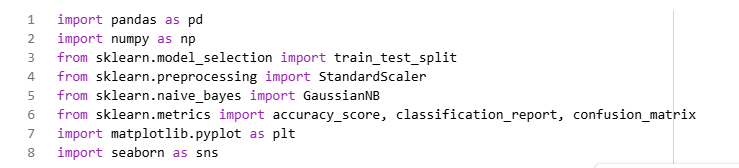 1 import pandas as pd
2 import numpy as np
3 from sklearn.model_selection import train_test_split
4 from sklearn.preprocessing import StandardScaler
5 from sklearn.naive_bayes import GaussianNB
6 from sklearn.metrics import accuracy_score, classification_report, confusion_matrix
7 import matplotlib.pyplot as plt
8 import seaborn as sns